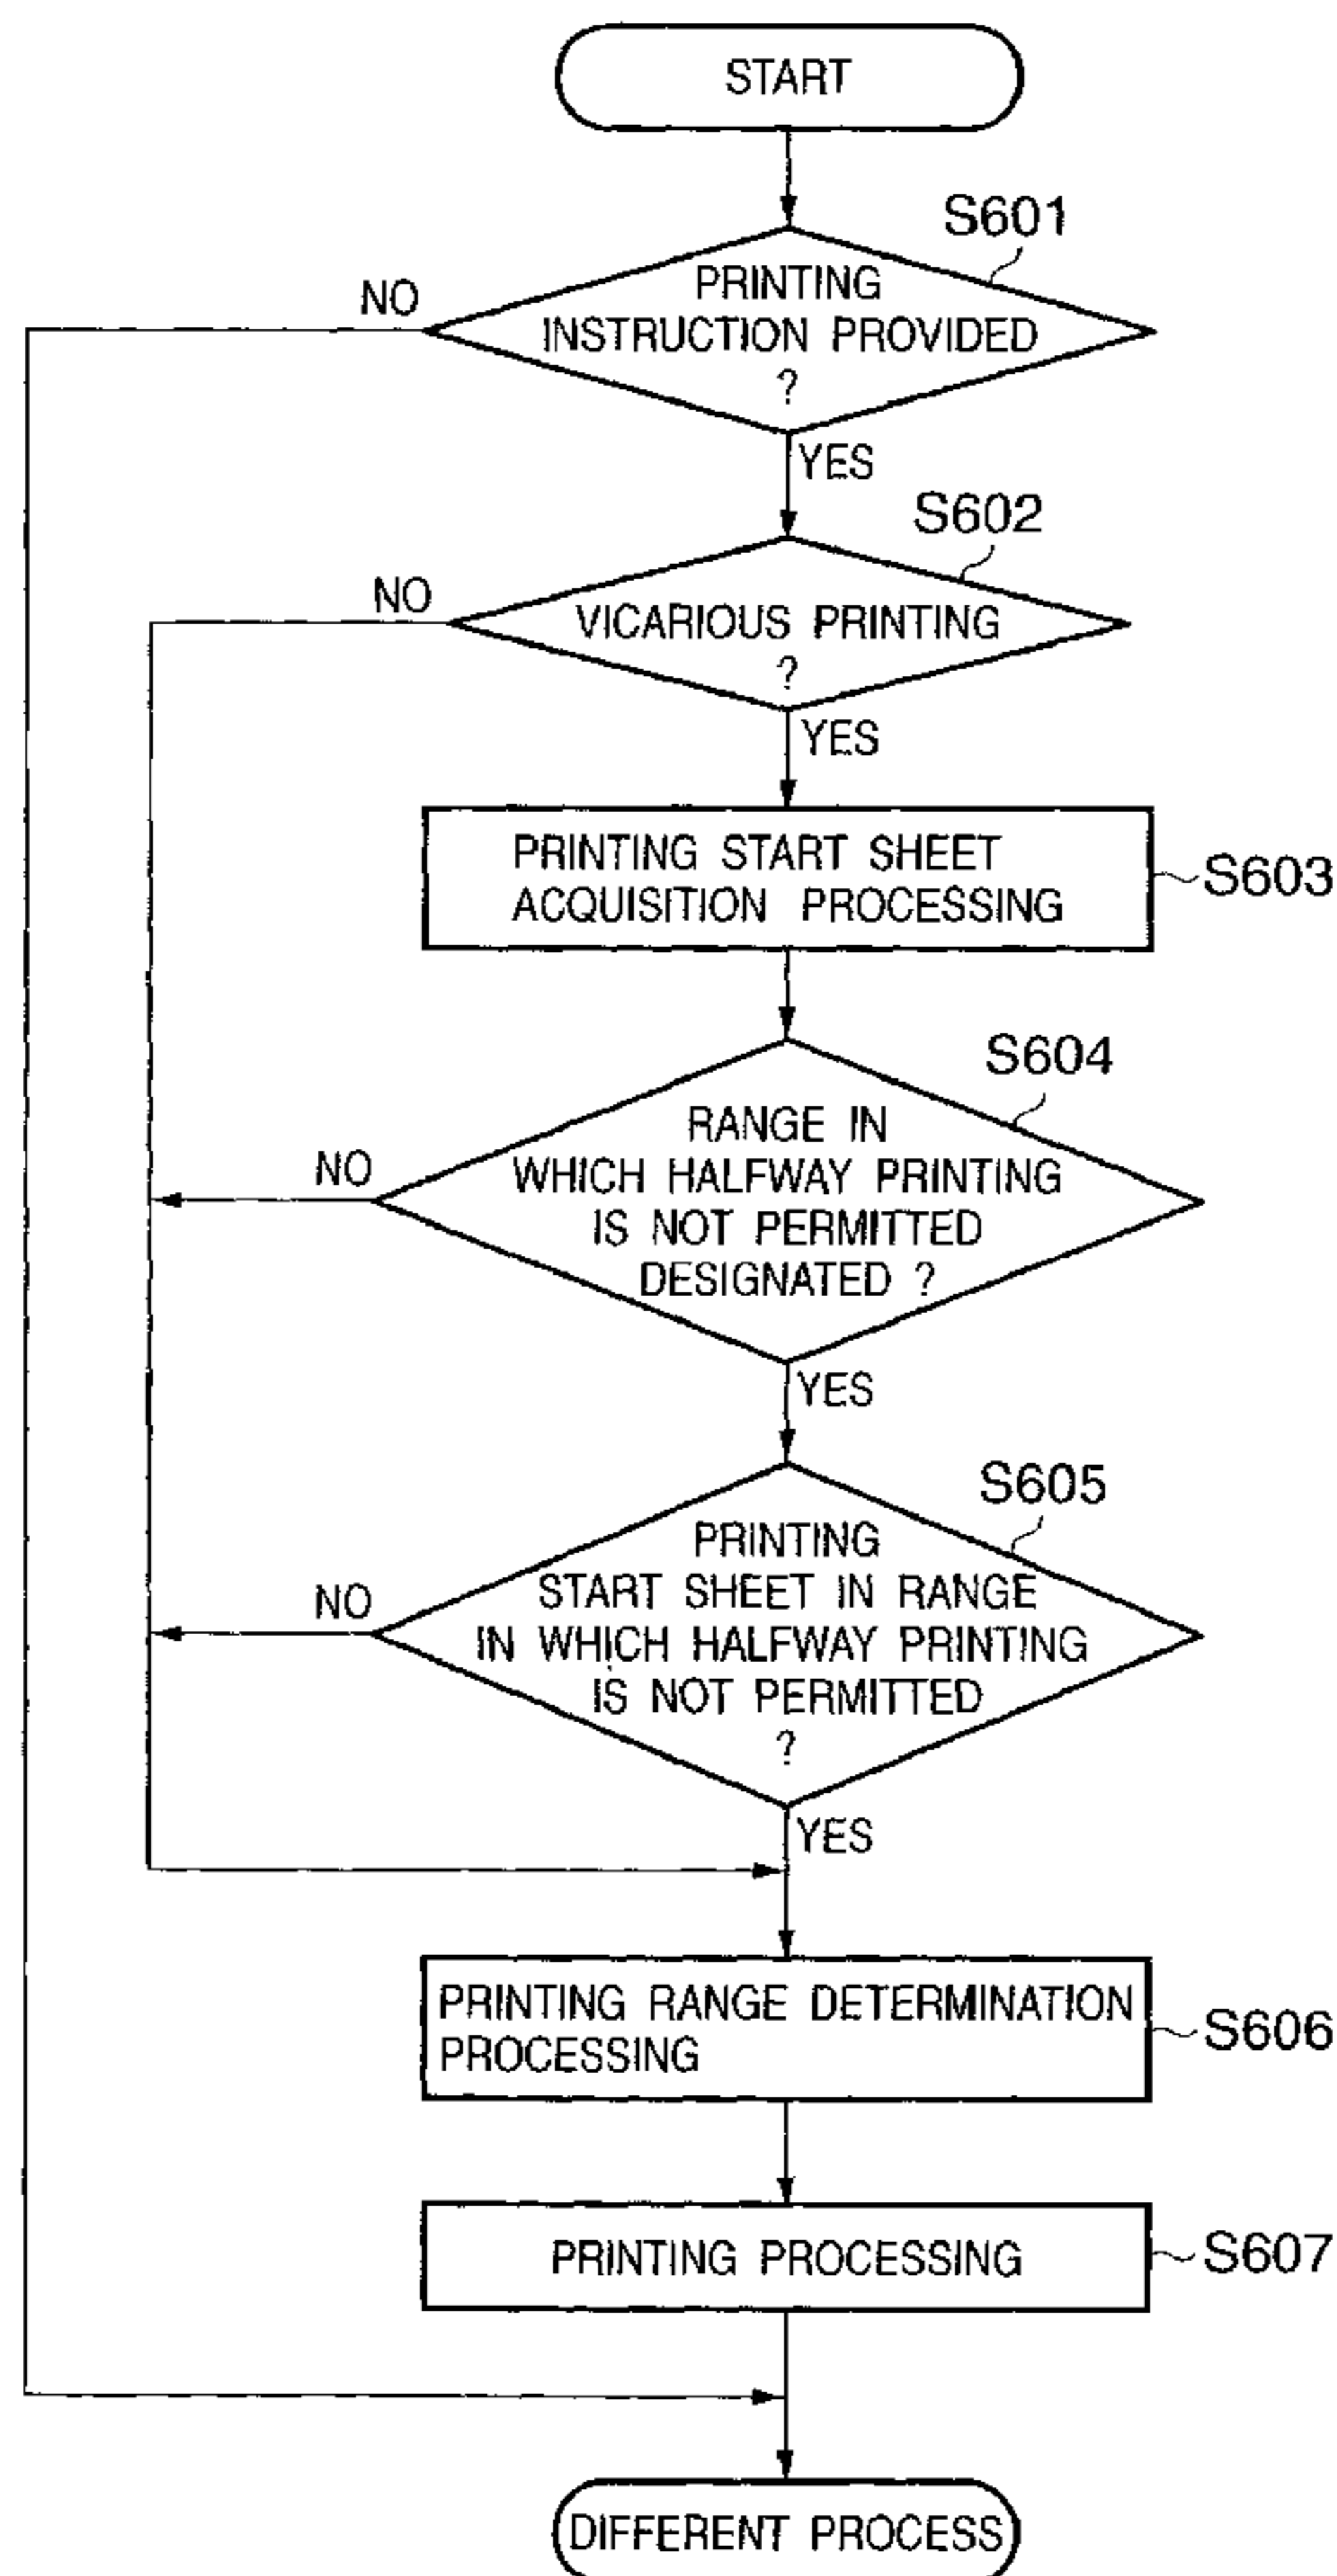 START
S601
NO
PRINTING
INSTRUCTION PROVIDED
?
YES
S602
NO
VICARIOUS PRINTING
?
YES
PRINTING START SHEET
ACQUISITION PROCESSING
S603
S604
NO
RANGE IN
WHICH HALFWAY PRINTING
IS NOT PERMITTED
DESIGNATED ?
YES
S605
NO
PRINTING
START SHEET IN RANGE
IN WHICH HALFWAY PRINTING
IS NOT PERMITTED
?
YES
PRINTING RANGE DETERMINATION
PROCESSING
S606
PRINTING PROCESSING
S607
DIFFERENT PROCESS